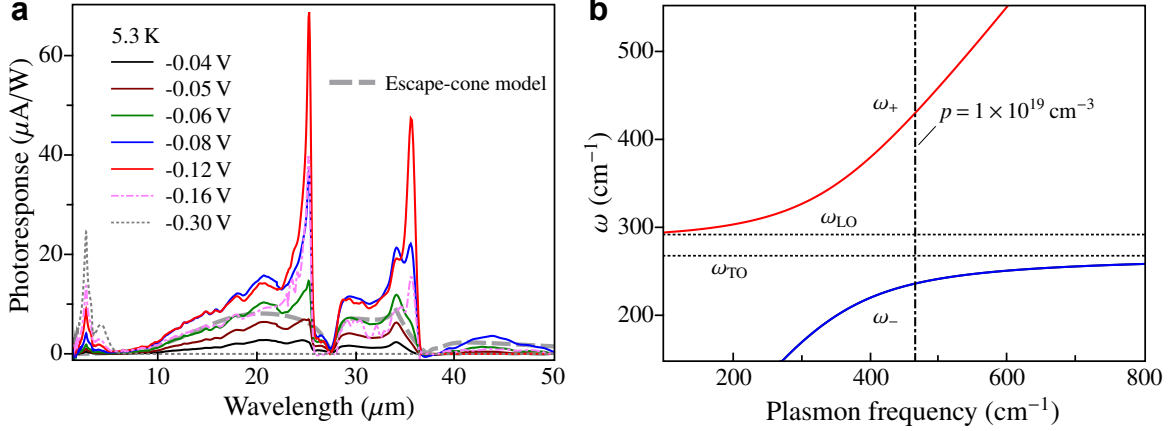 a
5.3 K
-0.04 V
-0.05 V
-0.06 V
-0.08 V
-0.12 V
-0.16 V
-0.30 V
Escape-cone model
Photoresponse (μA/W)
60
40
20
0
10
20
30
40
50
Wavelength (μm)
b
ω₊
p = 1 × 10¹⁹ cm⁻³
ω_LO
ω_TO
ω₋
ω (cm⁻¹)
500
400
300
200
200
400
600
800
Plasmon frequency (cm⁻¹)